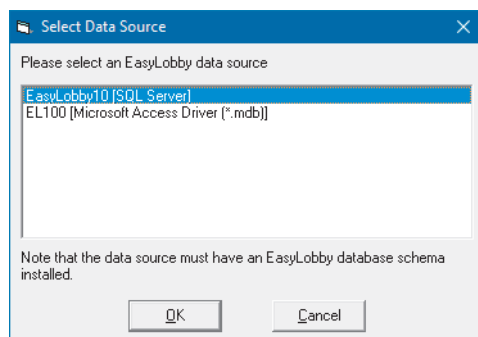 Select Data Source
Please select an EasyLobby data source
EasyLobby10 [SQL Server]
EL100 [Microsoft Access Driver (*.mdb)]
Note that the data source must have an EasyLobby database schema
installed.
OK
Cancel